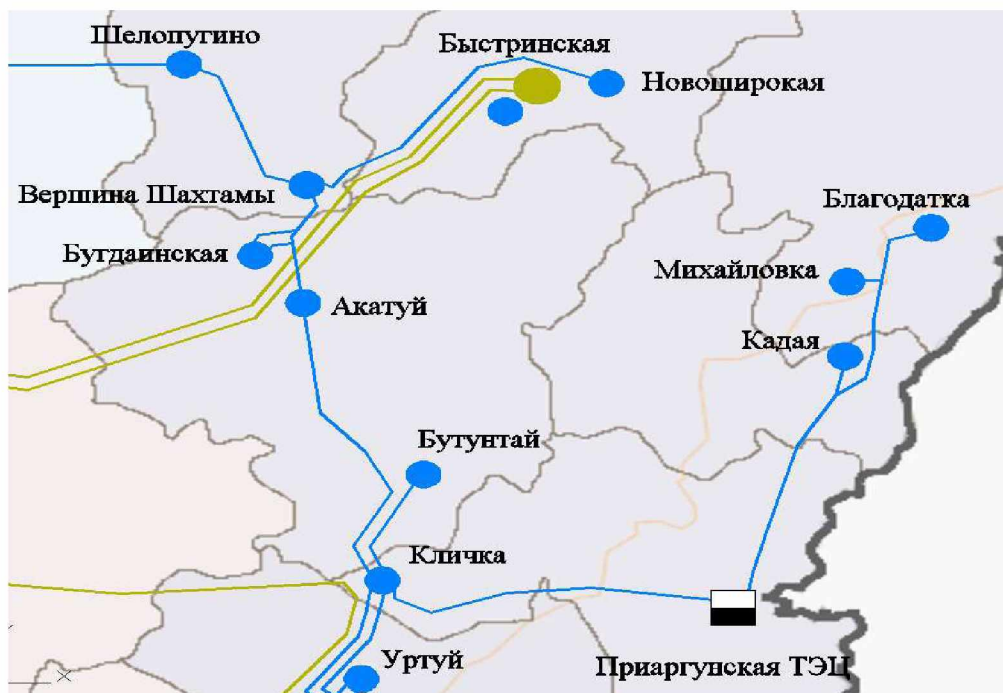 Шелопугино
Быстринская
Новоширокая
Вершина Шахтамы
Благодатка
Бугдаинская
Михайловка
Акатуй
Кадая
Бутунтай
Кличка
Уртуй
Приаргунская ТЭЦ